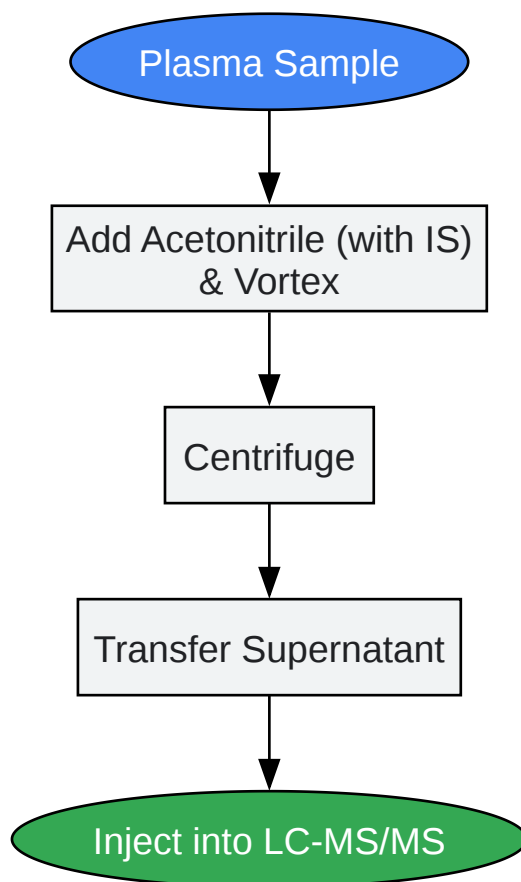 Plasma Sample
Add Acetonitrile (with IS)
& Vortex
Centrifuge
Transfer Supernatant
Inject into LC-MS/MS